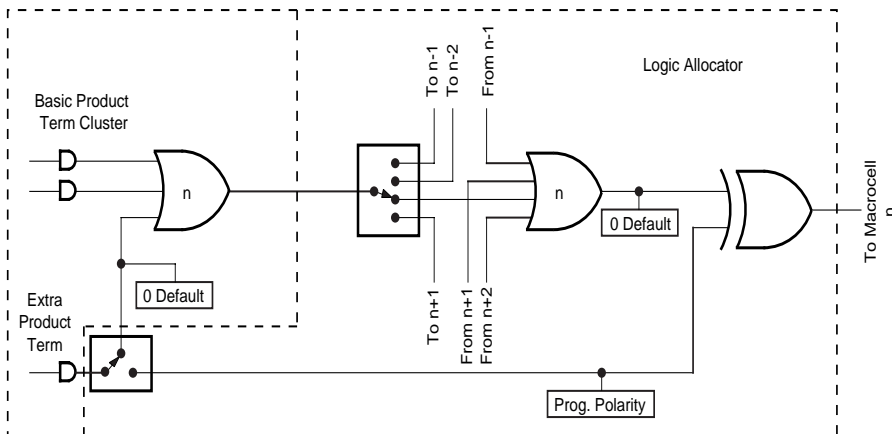 Basic Product
Term Cluster
n
0 Default
Extra
Product
Term
To n-1
To n-2
From n-1
Logic Allocator
n
0 Default
To n+1
From n+1
From n+2
Prog. Polarity
To Macrocell
n